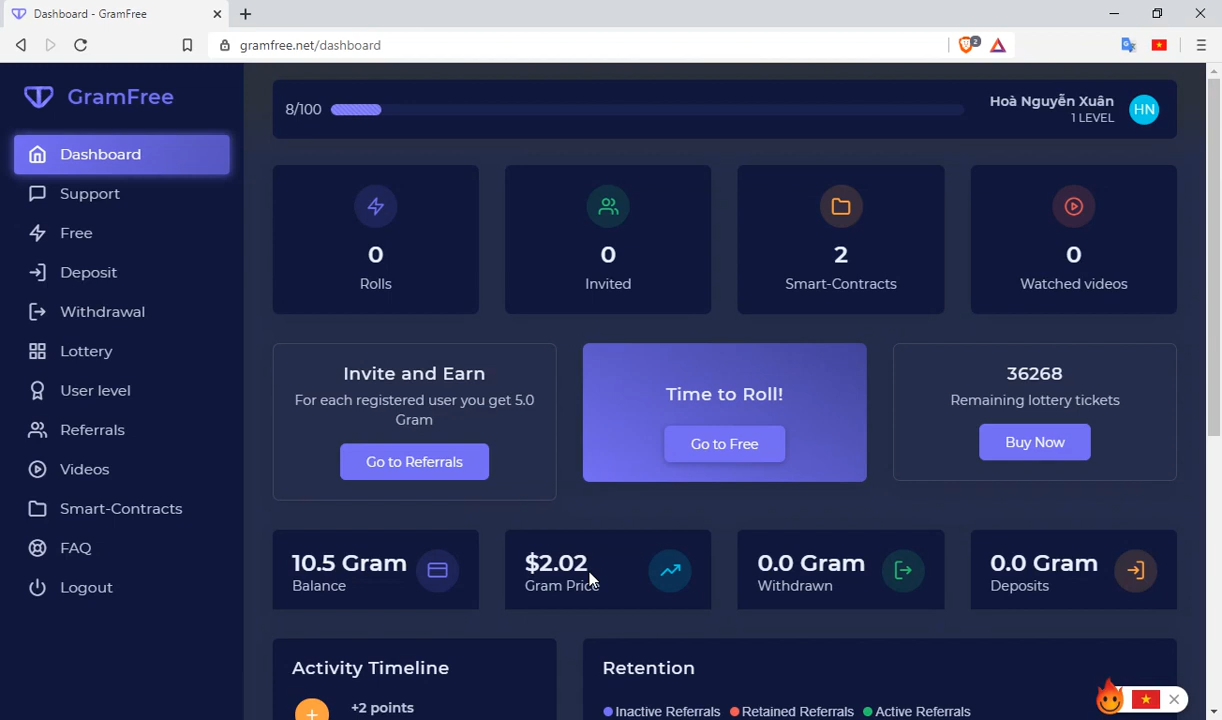 Dashboard - GramFree
gramfree.net/dashboard
2
GramFree
Dashboard
Support
Free
Deposit
Withdrawal
Lottery
User level
Referrals
Videos
Smart-Contracts
FAQ
Logout
8/100
Hoà Nguyễn Xuân
1 LEVEL
HN
0
Rolls
0
Invited
2
Smart-Contracts
0
Watched videos
Invite and Earn
For each registered user you get 5.0
Gram
Go to Referrals
Time to Roll!
Go to Free
36268
Remaining lottery tickets
Buy Now
10.5 Gram
Balance
$2.02
Gram Price
0.0 Gram
Withdrawn
0.0 Gram
Deposits
Activity Timeline
+2 points
Retention
Inactive Referrals Retained Referrals Active Referrals